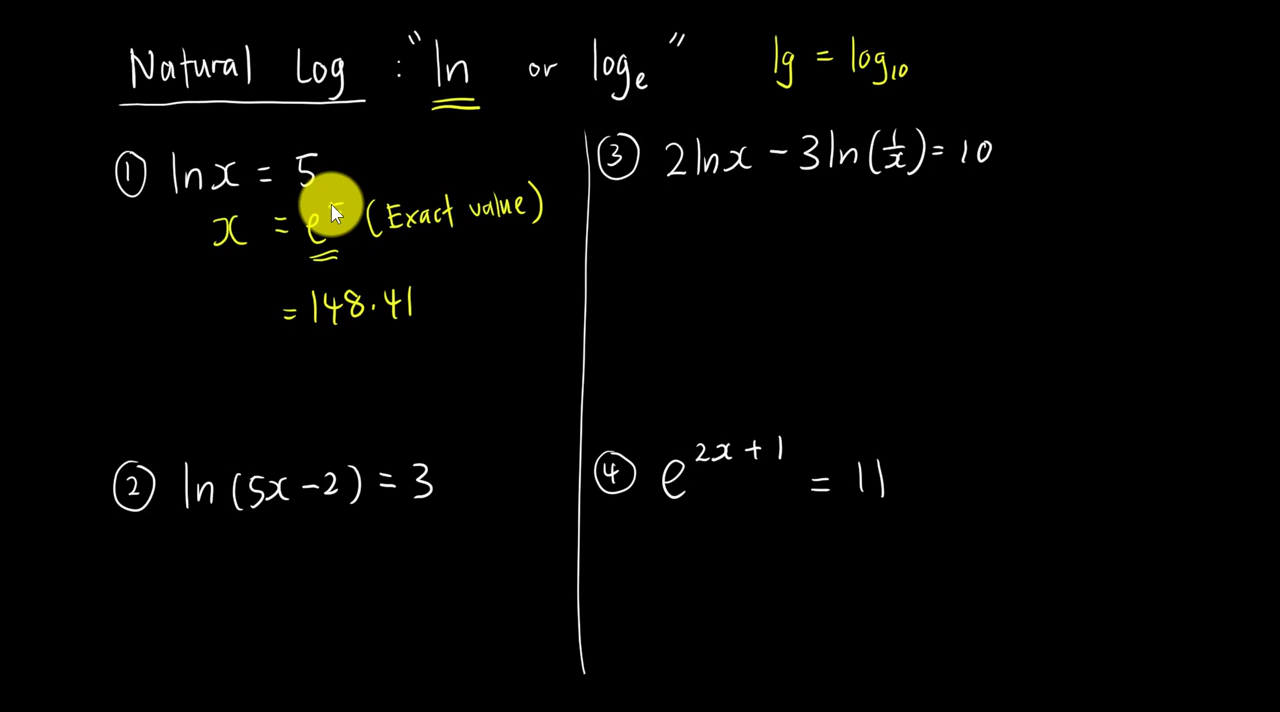 Natural Log : "ln or logₑ" lg = log₁₀
① ln x = 5
x = e⁵ (Exact value)
= 148.41
② ln (5x - 2) = 3
③ 2 ln x - 3 ln (1/x) = 10
④ e^(2x + 1) = 11